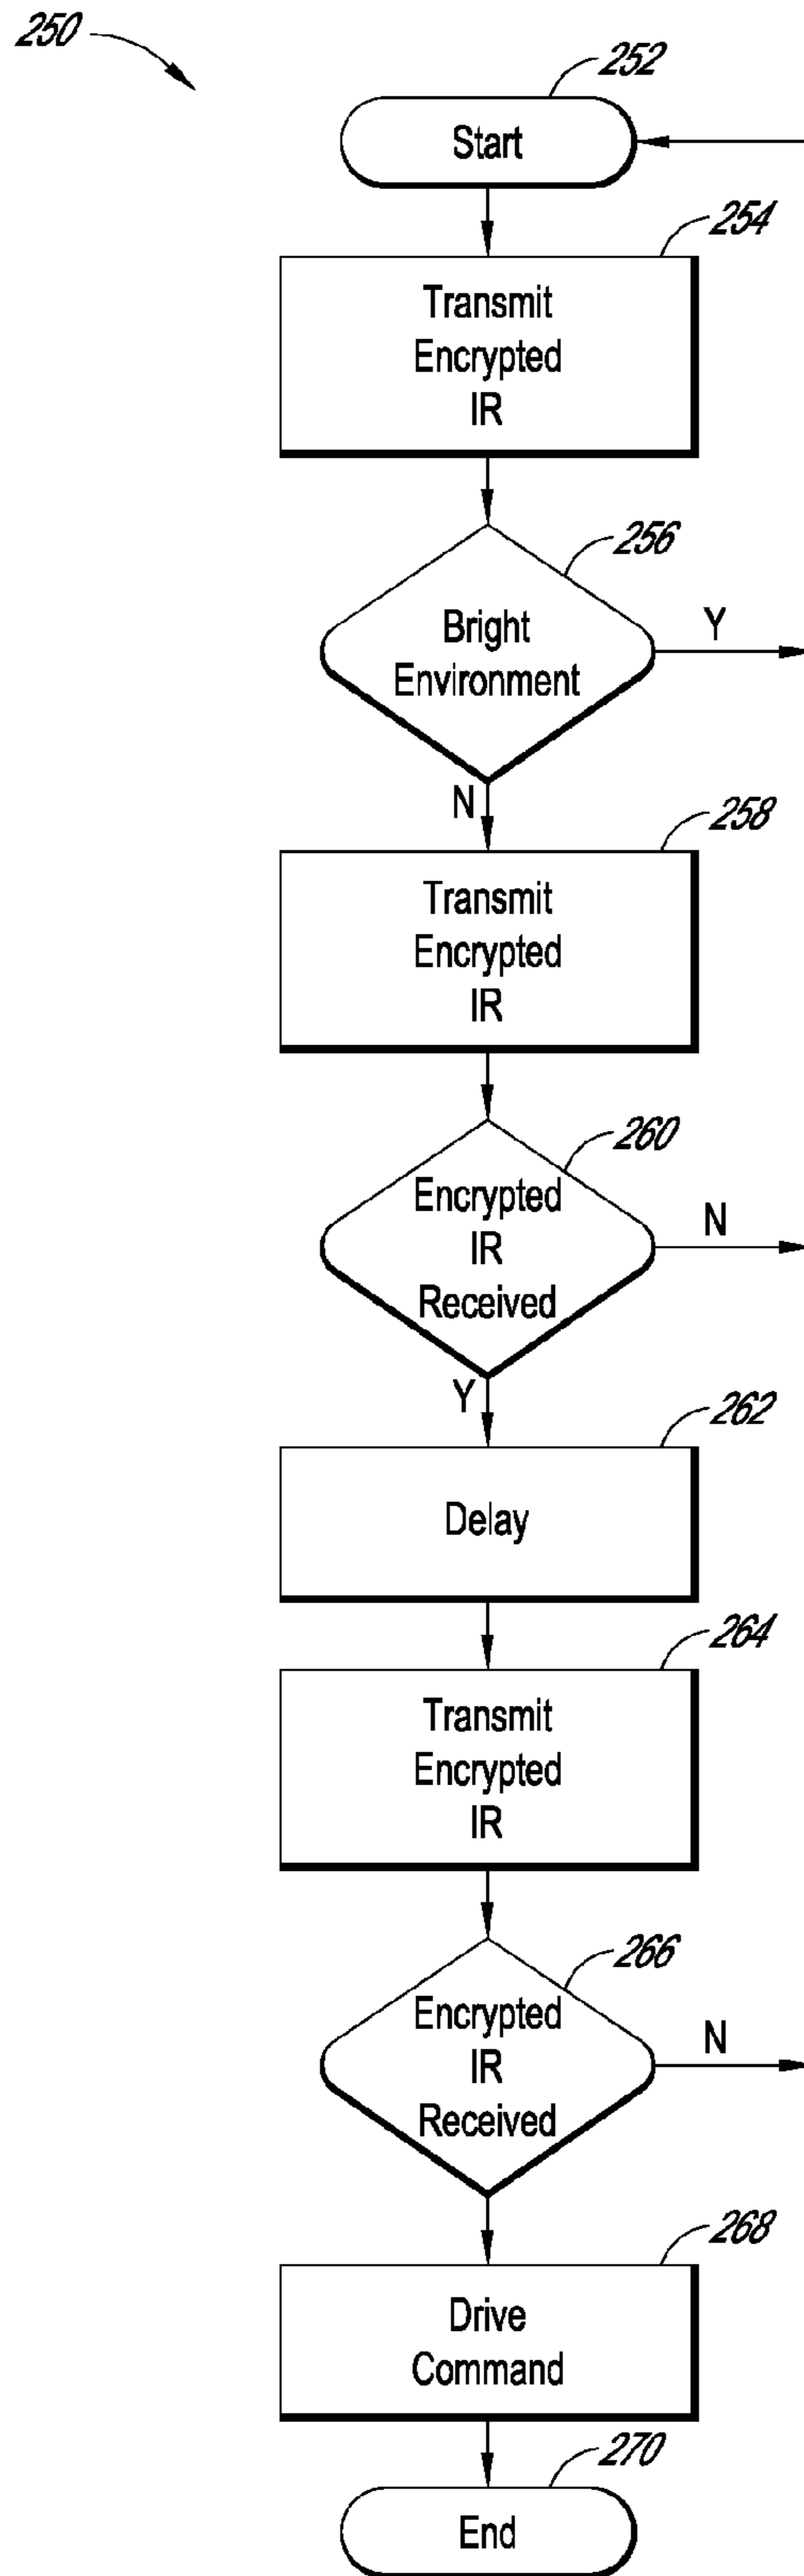 250
252
Start
254
Transmit
Encrypted
IR
256
Bright
Environment
Y
N
258
Transmit
Encrypted
IR
260
Encrypted
IR
Received
N
Y
262
Delay
264
Transmit
Encrypted
IR
266
Encrypted
IR
Received
N
268
Drive
Command
270
End